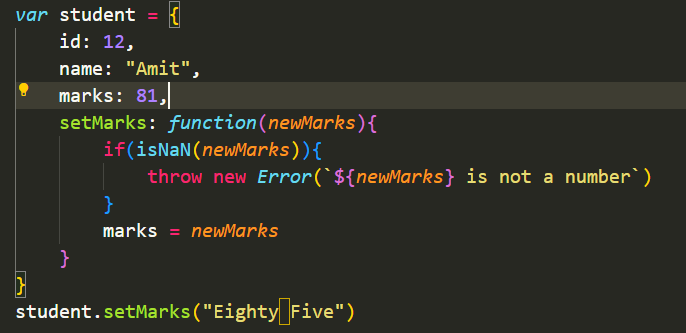 var student = {
    id: 12,
    name: "Amit",
    marks: 81,
    setMarks: function(newMarks){
        if(isNaN(newMarks)){
            throw new Error(`${newMarks} is not a number`)
        }
        marks = newMarks
    }
}
student.setMarks("Eighty Five")